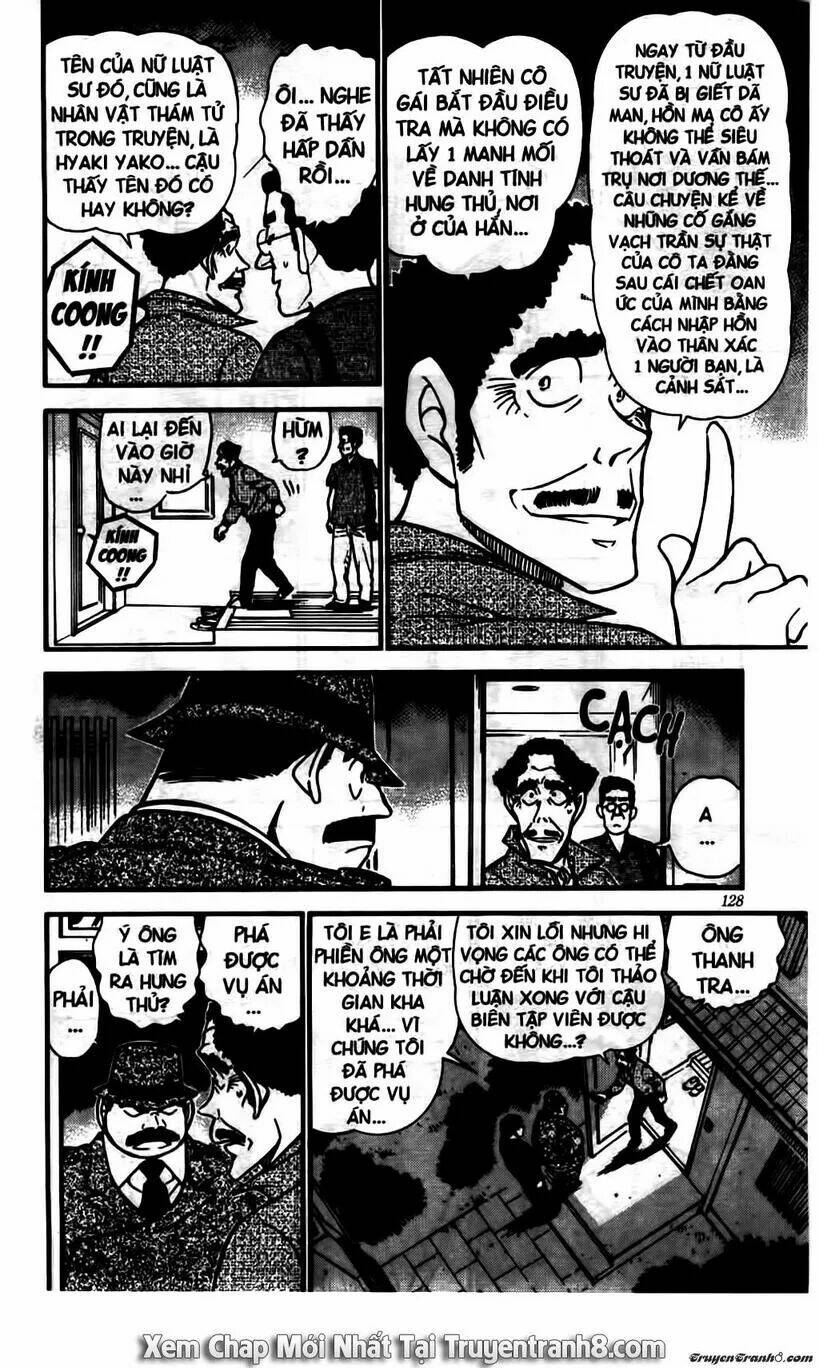 NGAY TỪ ĐẦU
TRUYỆN, 1 NỮ LUẬT
SƯ ĐÃ BỊ GIẾT DÃ
MAN, HỒN MA CÔ ẤY
KHÔNG THỂ SIÊU
THOÁT VÀ VẪN BÁM
TRỤ NƠI DƯƠNG THẾ...
CÂU CHUYỆN KỂ VỀ
NHỮNG CỐ GẮNG
VẠCH TRẦN SỰ THẬT
CỦA CÔ TA ĐẰNG
SAU CÁI CHẾT OAN
ỨC CỦA MÌNH BẰNG
CÁCH NHẬP HỒN
VÀO THÂN XÁC
1 NGƯỜI BẠN, LÀ
CẢNH SÁT...
TẤT NHIÊN CÔ
GÁI BẮT ĐẦU ĐIỀU
TRA MÀ KHÔNG CÓ
LẤY 1 MANH MỐI
VỀ DANH TÍNH
HUNG THỦ, NƠI
Ở CỦA HẮN...
ÔI... NGHE
ĐÃ THẤY
HẤP DẪN
RỒI...
TÊN CỦA NỮ LUẬT
SƯ ĐÓ, CŨNG LÀ
NHÂN VẬT THÁM TỬ
TRONG TRUYỆN, LÀ
HYAKI YAKO... CẬU
THẤY TÊN ĐÓ CÓ
HAY KHÔNG?
KÍNH
COONG
!!
HỪM
?
AI LẠI ĐẾN
VÀO GIỜ
NÀY NHỈ
...
KÍNH
COONG
!!
CẠCH
A
...
128
ÔNG
THANH
TRA...
TÔI XIN LỖI NHƯNG HI
VỌNG CÁC ÔNG CÓ THỂ
CHỜ ĐẾN KHI TÔI THẢO
LUẬN XONG VỚI CẬU
BIÊN TẬP VIÊN ĐƯỢC
KHÔNG...?
TÔI E LÀ PHẢI
PHIỀN ÔNG MỘT
KHOẢNG THỜI
GIAN KHA
KHÁ... VÌ
CHÚNG TÔI
ĐÃ PHÁ
ĐƯỢC VỤ
ÁN...
PHÁ
ĐƯỢC
VỤ ÁN
Ý ÔNG
LÀ TÌM
RA HUNG
THỦ?
PHẢI
...
Xem Chap Mới Nhất Tại Truyentranh8.com
TruyenTranh8.com